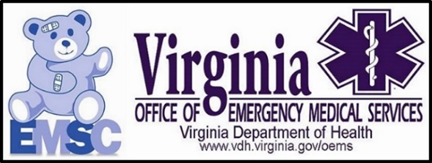 EMSC
Virginia
OFFICE OF EMERGENCY MEDICAL SERVICES
Virginia Department of Health
www.vdh.virginia.gov/oems